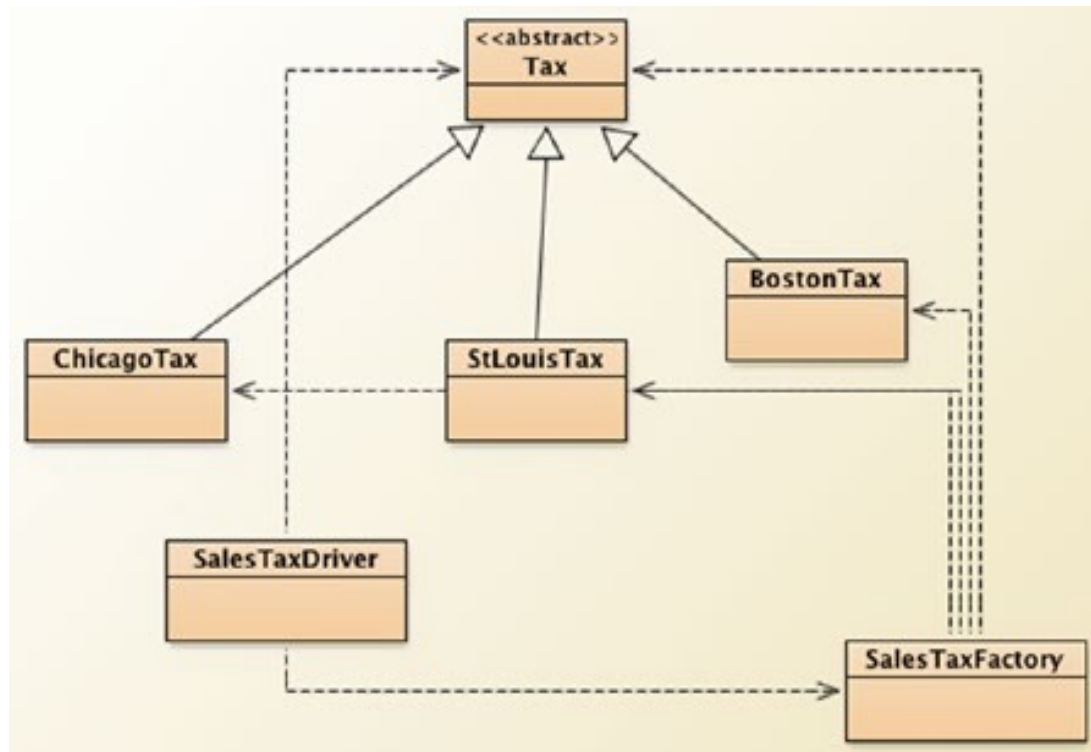 <<abstract>>
Tax
BostonTax
ChicagoTax
StLouisTax
SalesTaxDriver
SalesTaxFactory